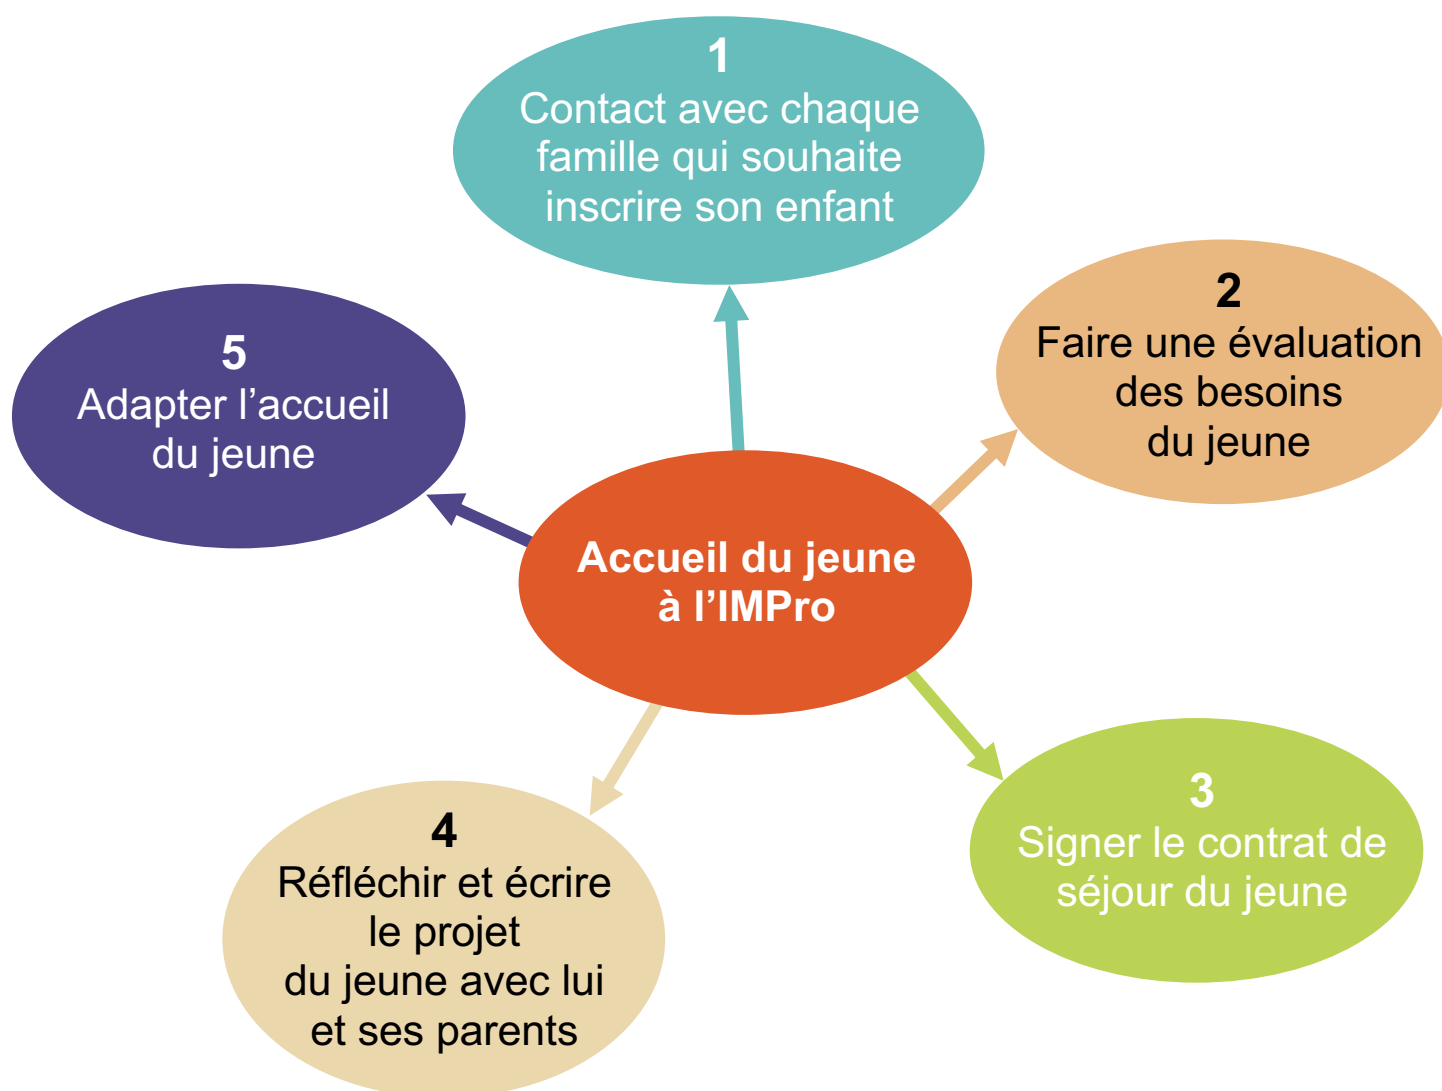 1
Contact avec chaque
famille qui souhaite
inscrire son enfant
2
Faire une évaluation
des besoins
du jeune
5
Adapter l’accueil
du jeune
Accueil du jeune
à l’IMPro
3
Signer le contrat de
séjour du jeune
4
Réfléchir et écrire
le projet
du jeune avec lui
et ses parents